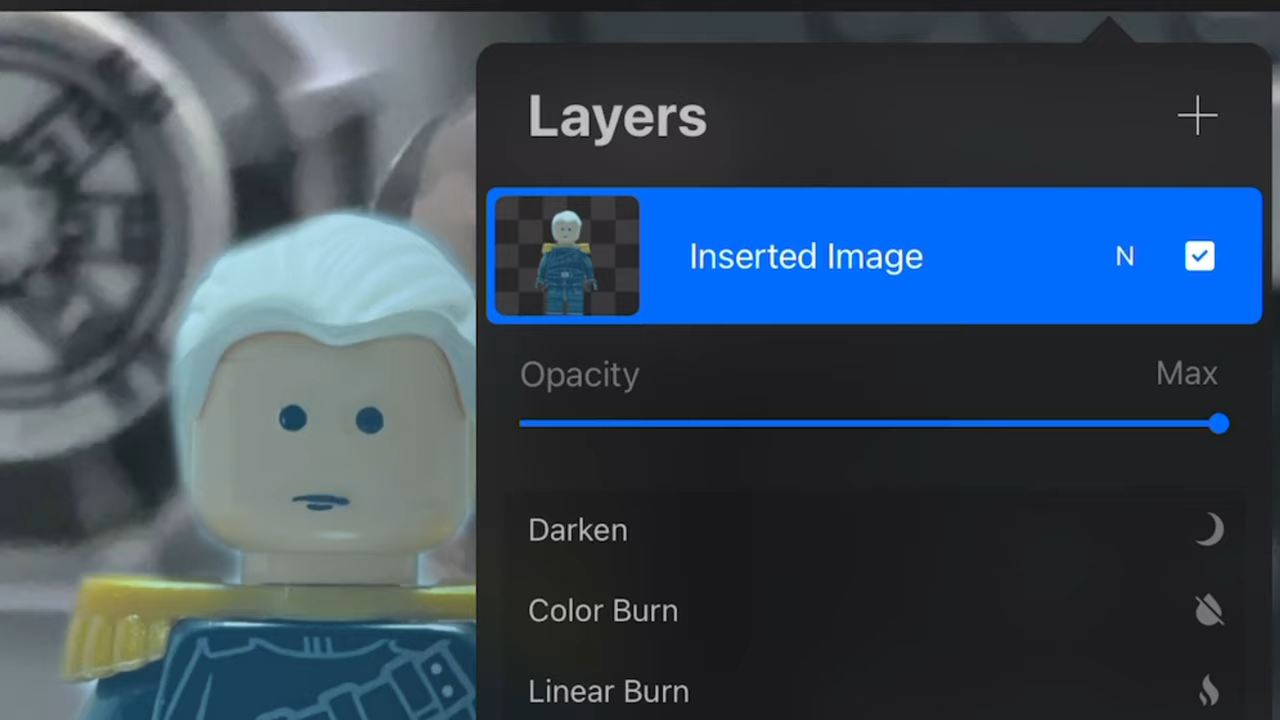 Layers
Inserted Image N
Opacity Max
Darken
Color Burn
Linear Burn